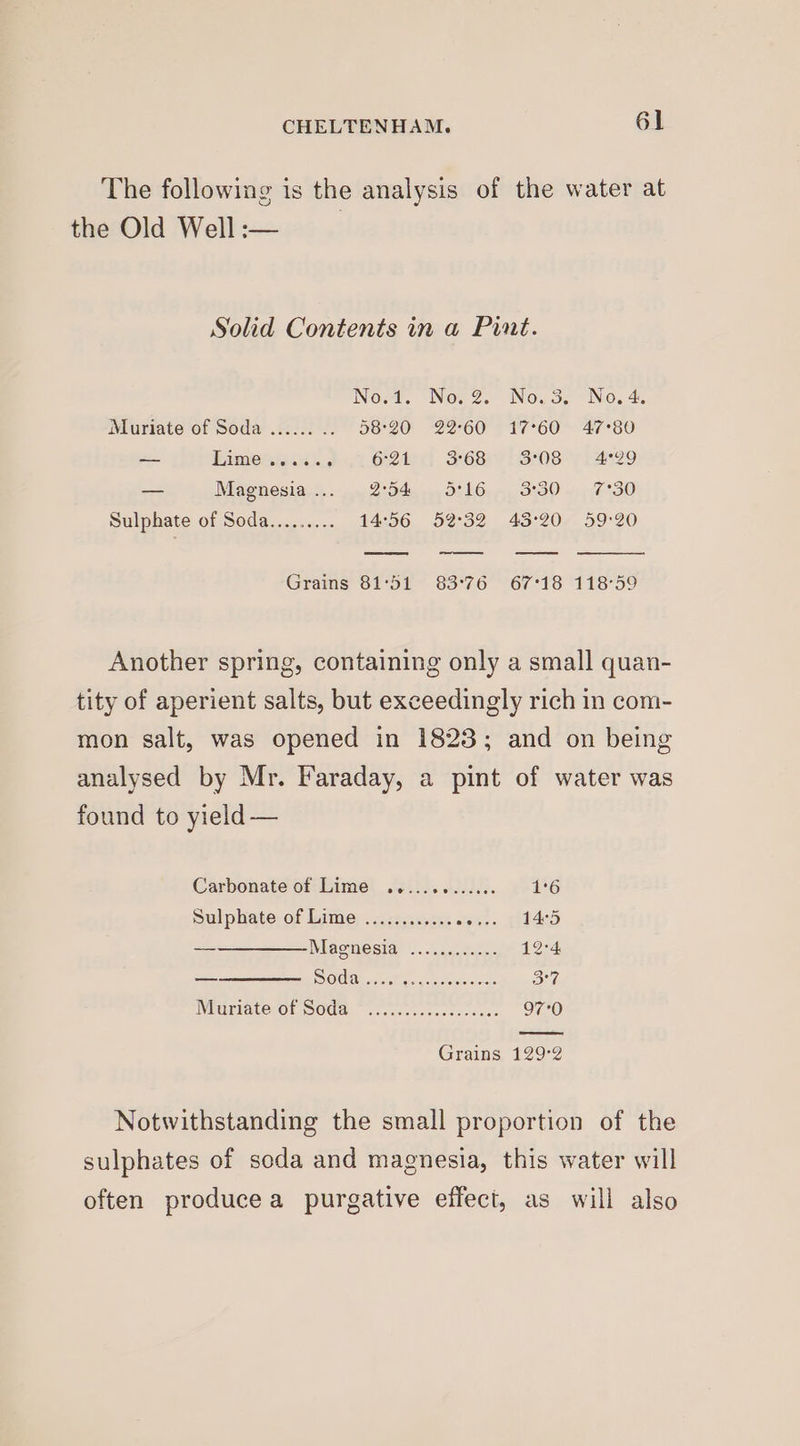 CHELTENHAM. 61
The following is the analysis of the water at
the Old Well :—
Solid Contents in a Pint.
No. 1. No. 2. No. 3. No. 4.
Muriate of Soda ...... .. 58·20 22·60 17·60 47·80
— Lime ...... 6·21 3·68 3·08 4·29
— Magnesia ... 2·54 5·16 3·30 7·30
Sulphate of Soda......... 14·56 52·32 43·20 59·20
Grains 81·51 83·76 67·18 118·59
Another spring, containing only a small quan-
tity of aperient salts, but exceedingly rich in com-
mon salt, was opened in 1823; and on being
analysed by Mr. Faraday, a pint of water was
found to yield —
Carbonate of Lime ............. 1·6
Sulphate of Lime ................ 14·5
——Magnesia ............ 12·4
—— Soda .... .............. 3·7
Muriate of Soda ................... 97·0
Grains 129·2
Notwithstanding the small proportion of the
sulphates of soda and magnesia, this water will
often produce a purgative effect, as will also